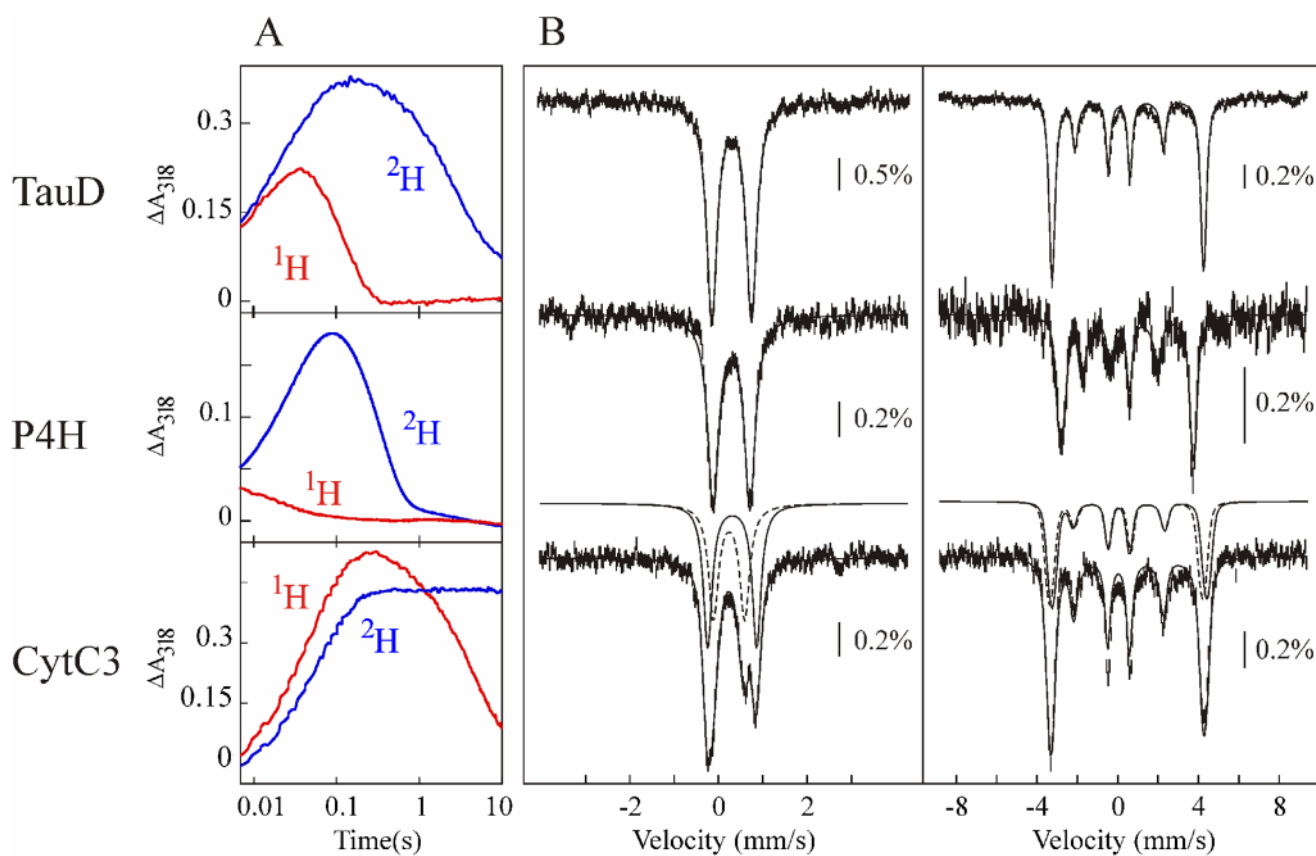 A
B
TauD
ΔA318
0.3
0.15
0
²H
¹H
0.5%
0.2%
P4H
ΔA318
0.1
0
²H
¹H
0.2%
0.2%
CytC3
ΔA318
0.3
0.15
0
¹H
²H
0.2%
0.2%
0.01 0.1 1 10
Time(s)
-2 0 2
Velocity (mm/s)
-8 -4 0 4 8
Velocity (mm/s)